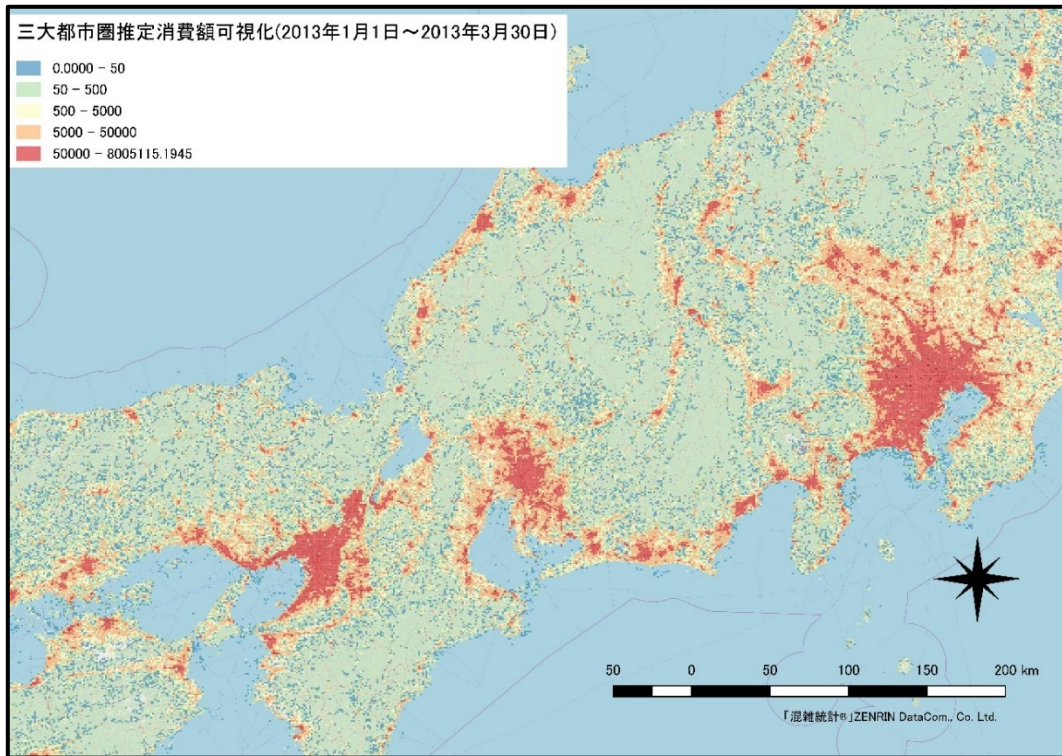 三大都市圏推定消費額可視化(2013年1月1日～2013年3月30日)
0.0000 - 50
50 - 500
500 - 5000
5000 - 50000
50000 - 8005115.1945
50 0 50 100 150 200 km
「混雑統計®」ZENRIN DataCom., Co. Ltd.